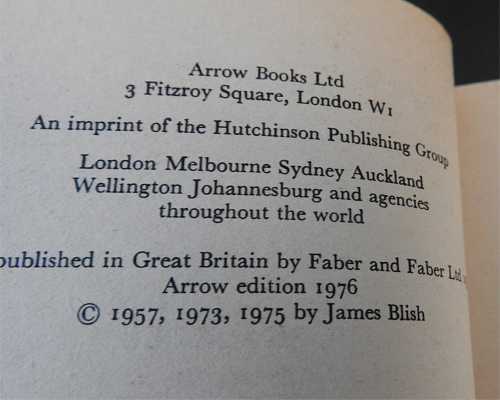 Arrow Books Ltd
3 Fitzroy Square, London W1
An imprint of the Hutchinson Publishing Group
London Melbourne Sydney Auckland
Wellington Johannesburg and agencies
throughout the world
published in Great Britain by Faber and Faber Ltd
Arrow edition 1976
© 1957, 1973, 1975 by James Blish